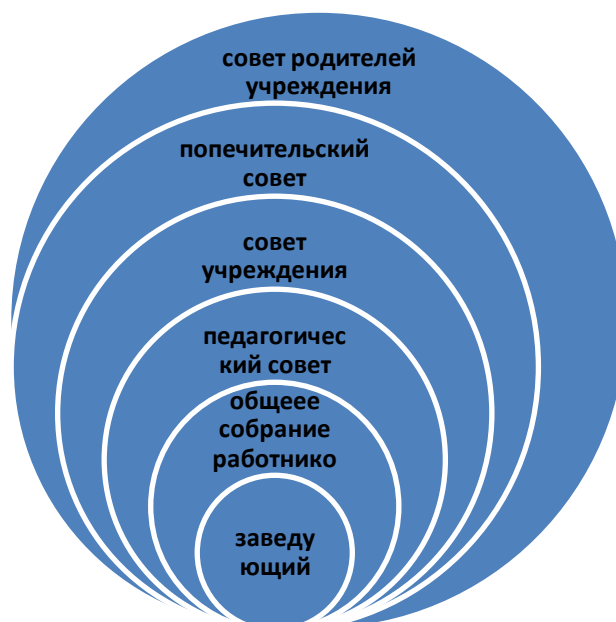 совет родителей
учреждения
попечительский
совет
совет
учреждения
педагогичес
кий совет
общеее
собрание
работнико
заведу
ющий